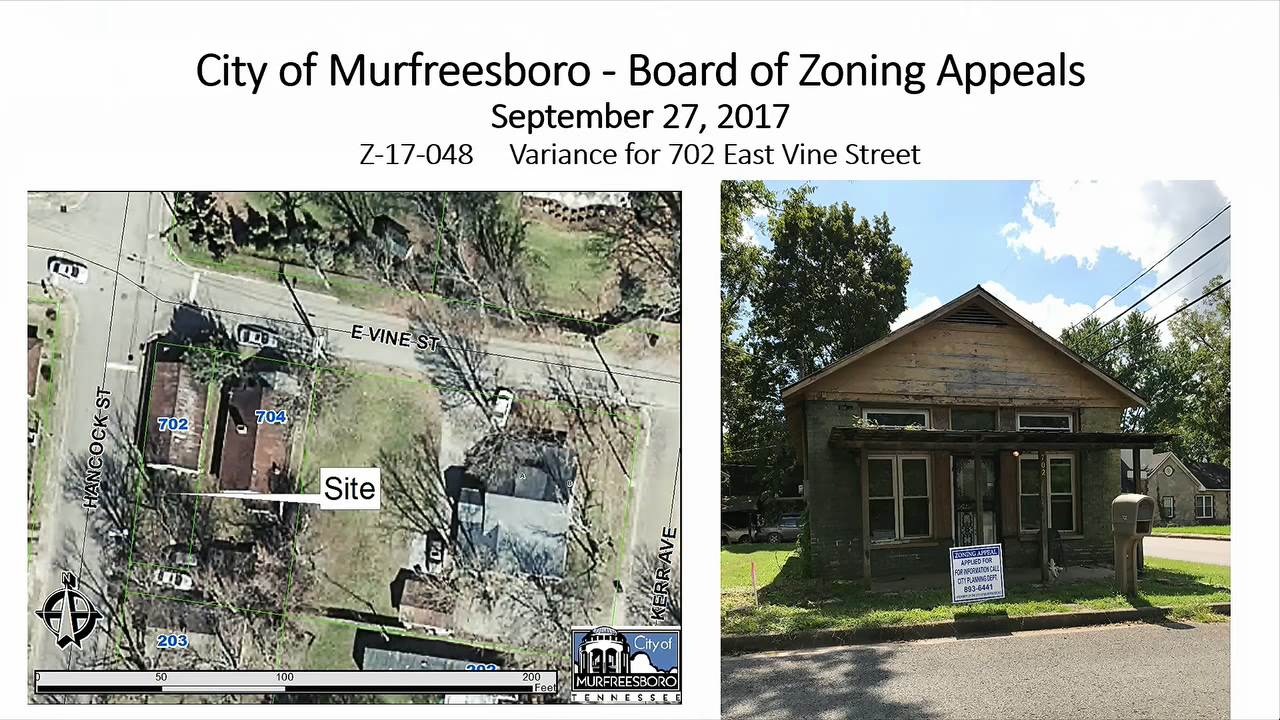 City of Murfreesboro - Board of Zoning Appeals
September 27, 2017
Z-17-048 Variance for 702 East Vine Street
E VINE ST
HANCOCK ST
702
704
Site
KERR AVE
203
0 50 100 200
Feet
City of
MURFREESBORO
TENNESSEE
702
ZONING APPEAL
APPLIED FOR
FOR INFORMATION CALL
CITY PLANNING DEPT.
893-6441